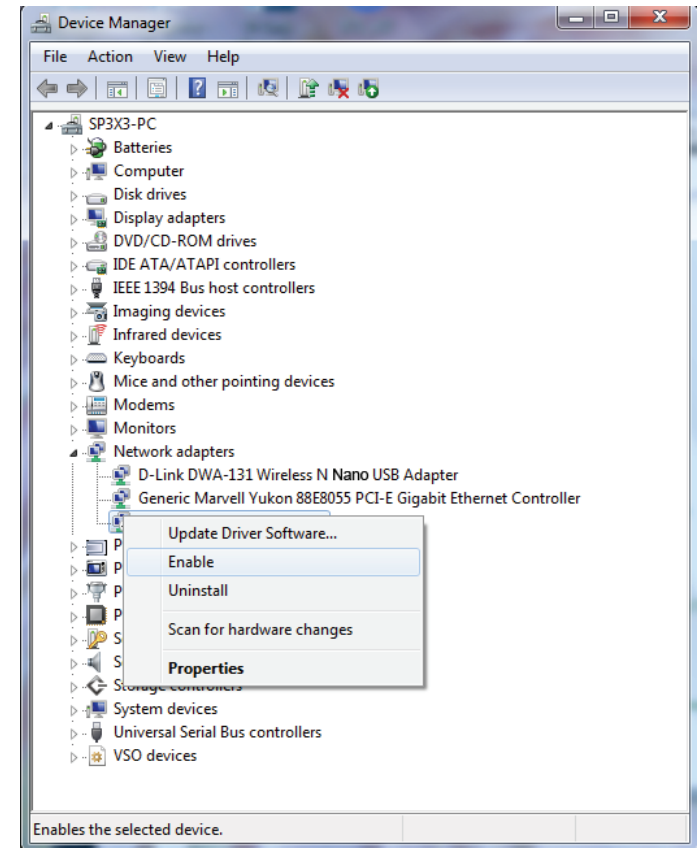 Device Manager
File Action View Help
SP3X3-PC
Batteries
Computer
Disk drives
Display adapters
DVD/CD-ROM drives
IDE ATA/ATAPI controllers
IEEE 1394 Bus host controllers
Imaging devices
Infrared devices
Keyboards
Mice and other pointing devices
Modems
Monitors
Network adapters
D-Link DWA-131 Wireless N Nano USB Adapter
Generic Marvell Yukon 88E8055 PCI-E Gigabit Ethernet Controller
Update Driver Software...
P
Enable
P
Uninstall
P
P
Scan for hardware changes
S
S
Properties
Storage controllers
System devices
Universal Serial Bus controllers
VSO devices
Enables the selected device.